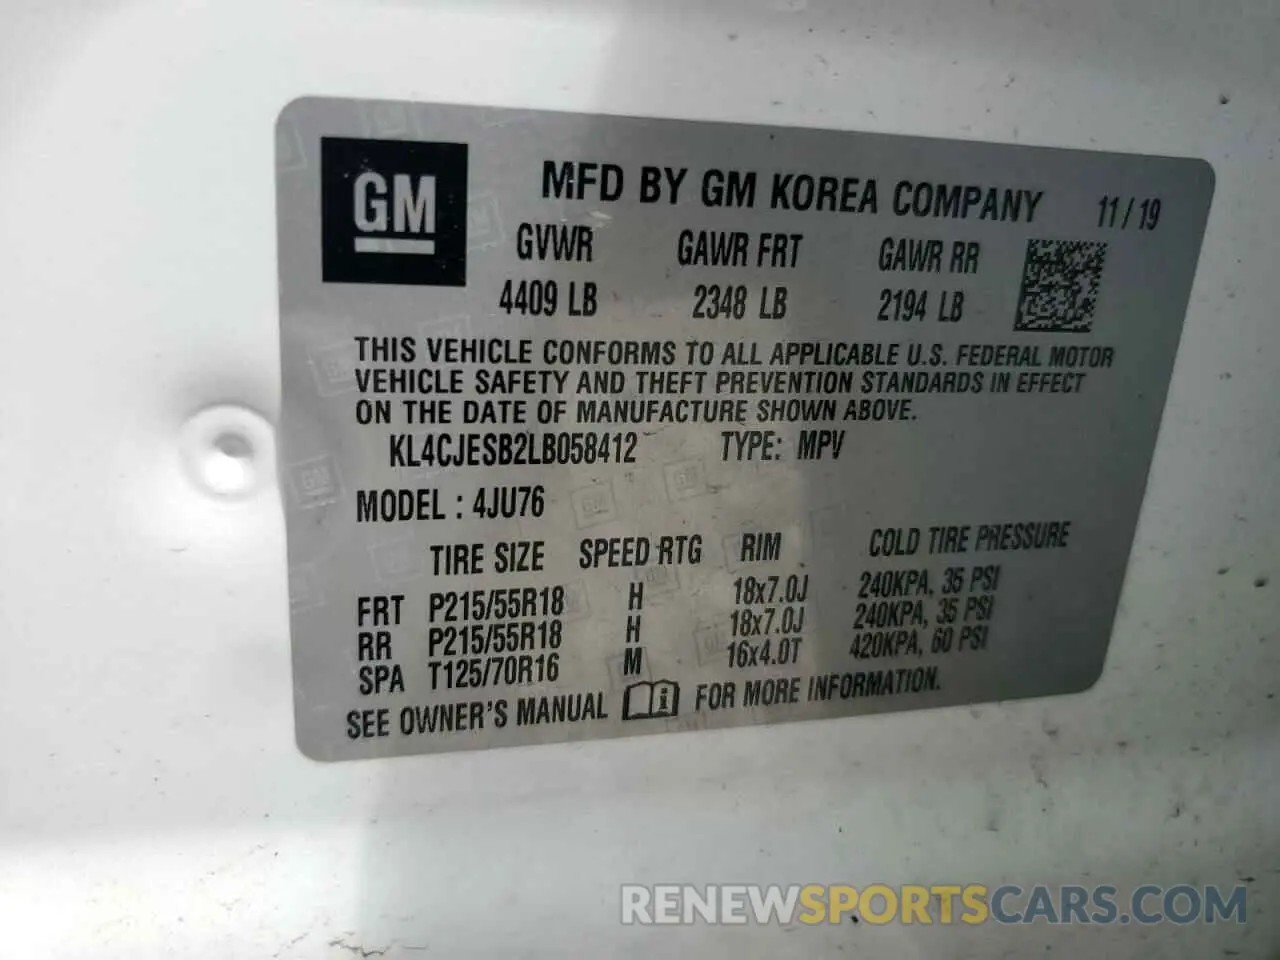 GM
MFD BY GM KOREA COMPANY 11/19
GVWR GAWR FRT GAWR RR
4409 LB 2348 LB 2194 LB
THIS VEHICLE CONFORMS TO ALL APPLICABLE U.S. FEDERAL MOTOR
VEHICLE SAFETY AND THEFT PREVENTION STANDARDS IN EFFECT
ON THE DATE OF MANUFACTURE SHOWN ABOVE.
KL4CJESB2LB058412 TYPE: MPV
MODEL : 4JU76
TIRE SIZE SPEED RTG RIM COLD TIRE PRESSURE
FRT P215/55R18 H 18x7.0J 240KPA, 35 PSI
RR P215/55R18 H 18x7.0J 240KPA, 35 PSI
SPA T125/70R16 M 16x4.0T 420KPA, 60 PSI
SEE OWNER'S MANUAL i FOR MORE INFORMATION.
RENEWSPORTSCARS.COM